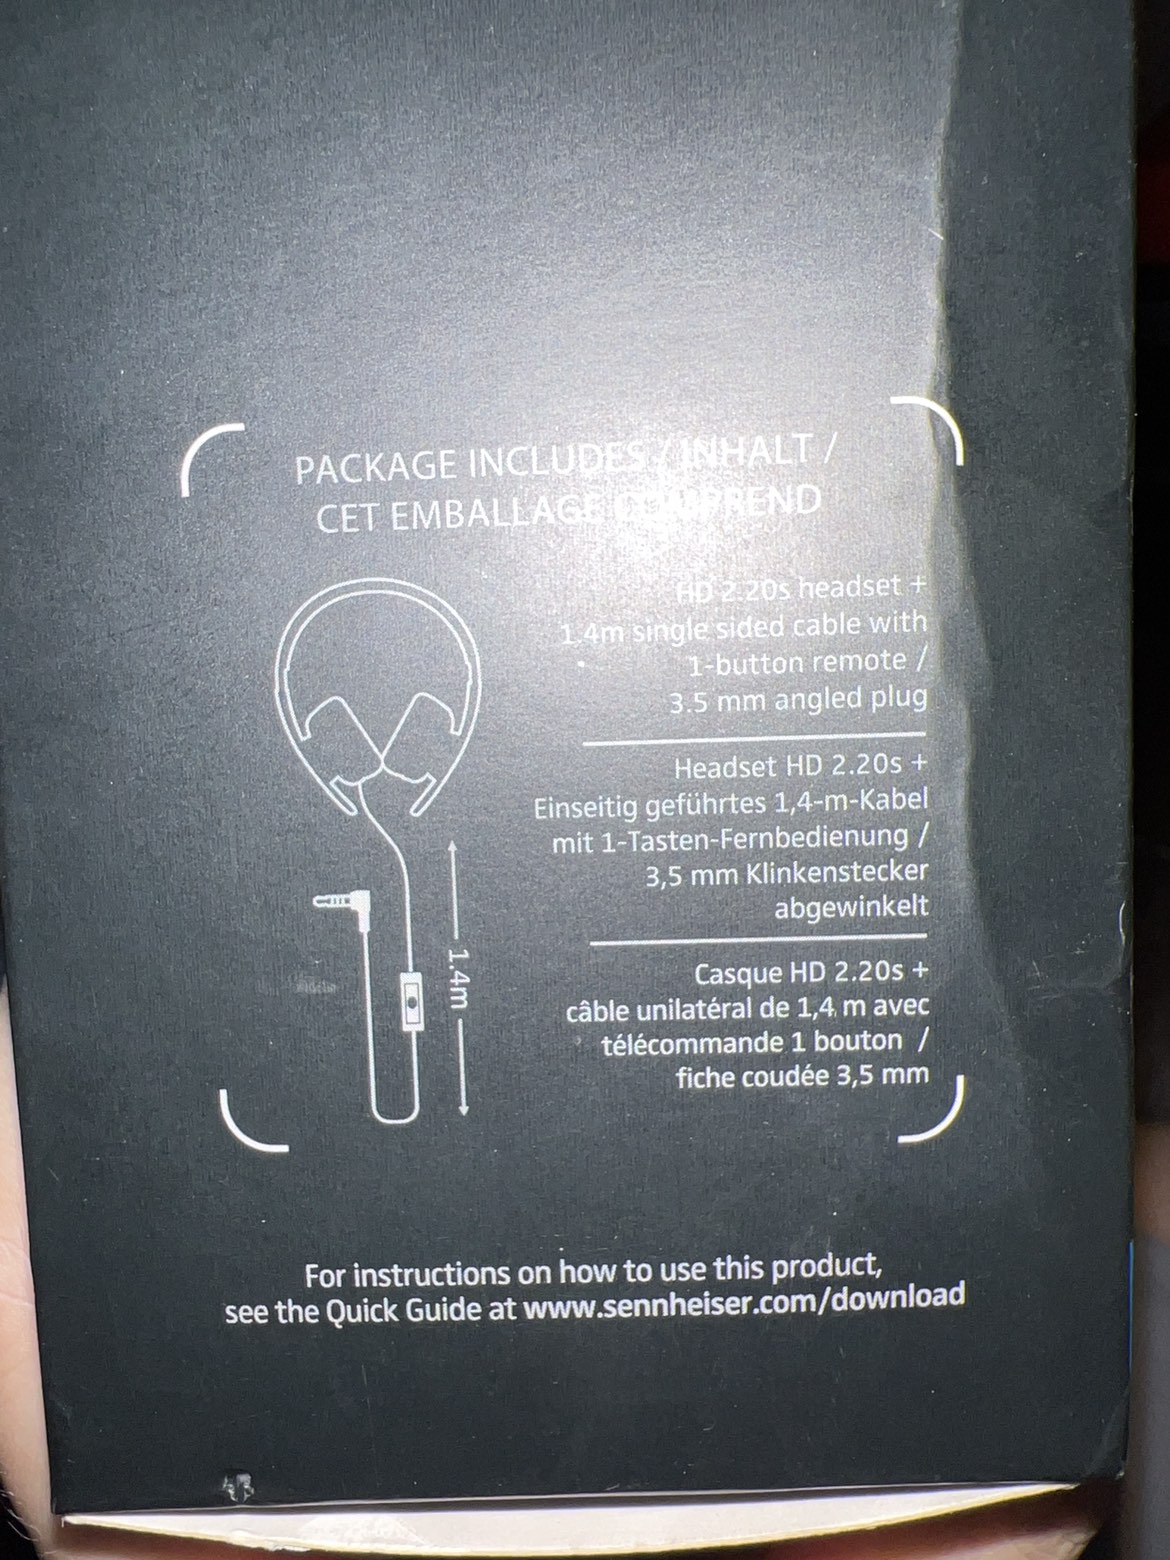 PACKAGE INCLUDES / INHALT /
CET EMBALLAGE COMPREND
HD 2.20s headset +
1.4m single sided cable with
1-button remote /
3.5 mm angled plug
Headset HD 2.20s +
Einseitig geführtes 1,4-m-Kabel
mit 1-Tasten-Fernbedienung /
3,5 mm Klinkenstecker
abgewinkelt
Casque HD 2.20s +
câble unilatéral de 1,4 m avec
télécommande 1 bouton /
fiche coudée 3,5 mm
1.4m
For instructions on how to use this product,
see the Quick Guide at www.sennheiser.com/download